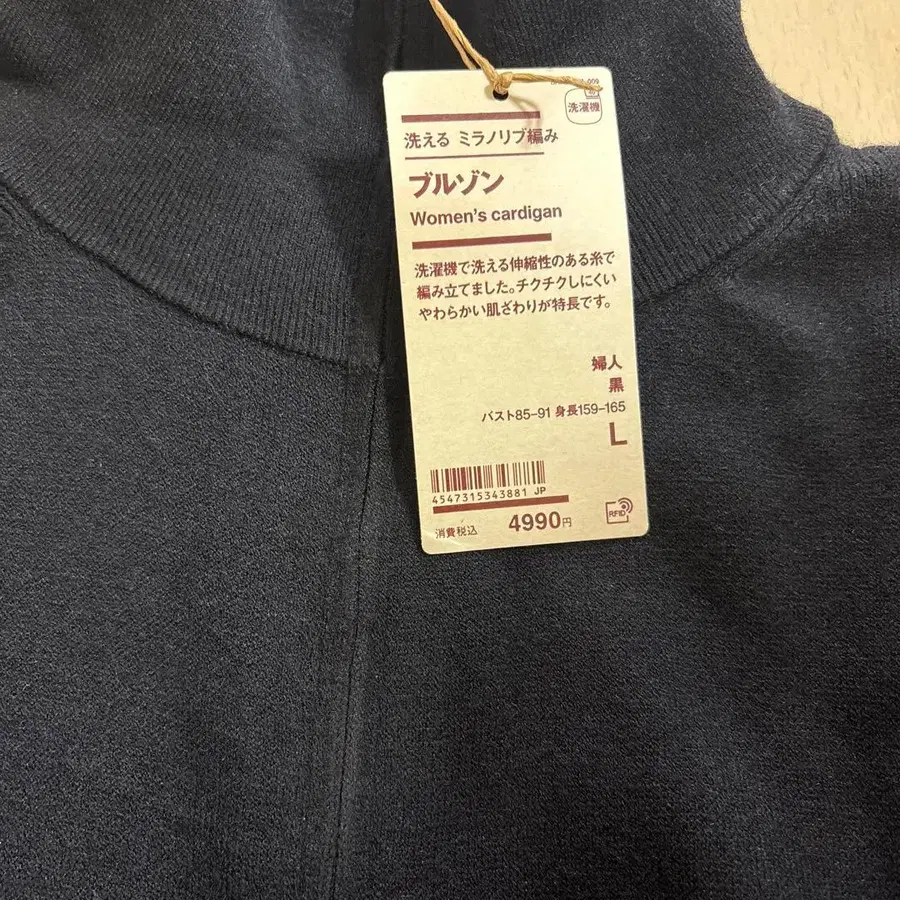 洗濯機
洗える ミラノリブ編み
ブルゾン
Women's cardigan
洗濯機で洗える伸縮性のある糸で
編み立てました。チクチクしにくい
やわらかい肌ざわりが特長です。
婦人
黒
バスト85-91 身長159-165
L
4547315343881 JP
消費税込 4990円
RFID